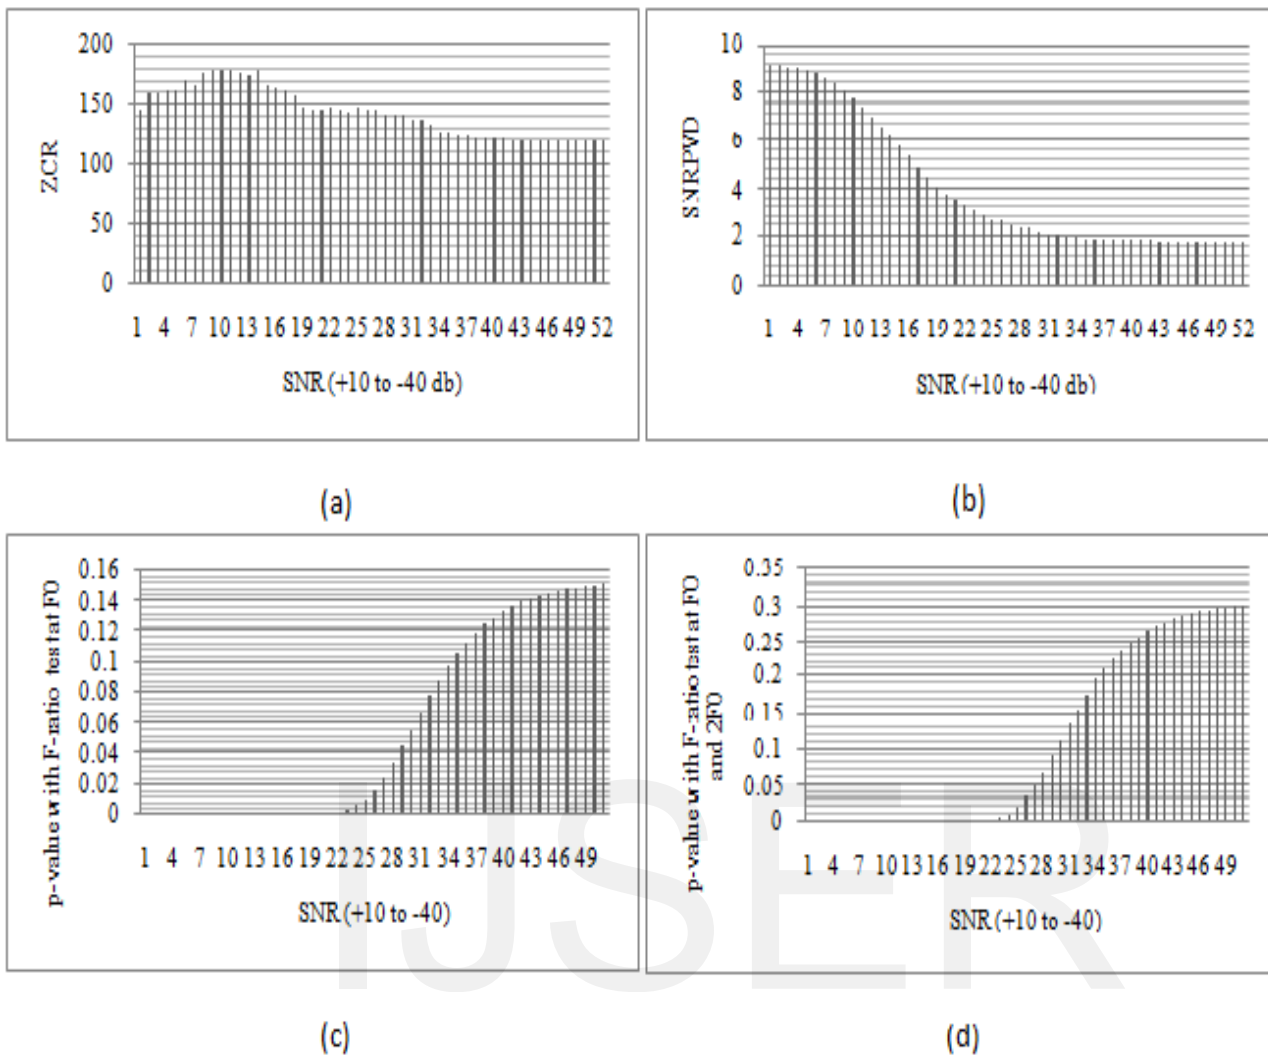 200
150
100
50
0
ZCR
1 4 7 10 13 16 19 22 25 28 31 34 37 40 43 46 49 52
SNR (+10 to -40 db)
(a)
10
8
6
4
2
0
SNRPVD
1 4 7 10 13 16 19 22 25 28 31 34 37 40 43 46 49 52
SNR (+10 to -40 db)
(b)
0.16
0.14
0.12
0.1
0.08
0.06
0.04
0.02
0
p-value with F-ratio test at F0
1 4 7 10 13 16 19 22 25 28 31 34 37 40 43 46 49
SNR (+10 to -40)
(c)
0.35
0.3
0.25
0.2
0.15
0.1
0.05
0
p-value with F-ratio test at F0
and 2F0
1 4 7 10 13 16 19 22 25 28 31 34 37 40 43 46 49
SNR (+10 to -40)
(d)
IJSER